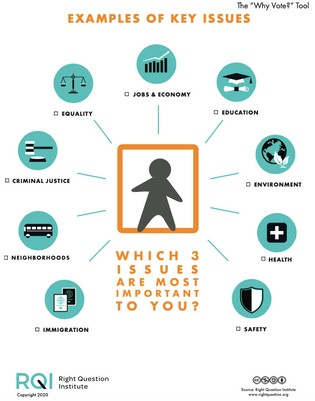 The "Why Vote?" Tool
EXAMPLES OF KEY ISSUES
JOBS & ECONOMY
EQUALITY
EDUCATION
CRIMINAL JUSTICE
ENVIRONMENT
NEIGHBORHOODS
HEALTH
WHICH 3
ISSUES
ARE MOST
IMPORTANT
TO YOU?
IMMIGRATION
SAFETY
RQI Right Question
Institute
Copyright 2020
Source: Right Question Institute
www.rightquestion.org